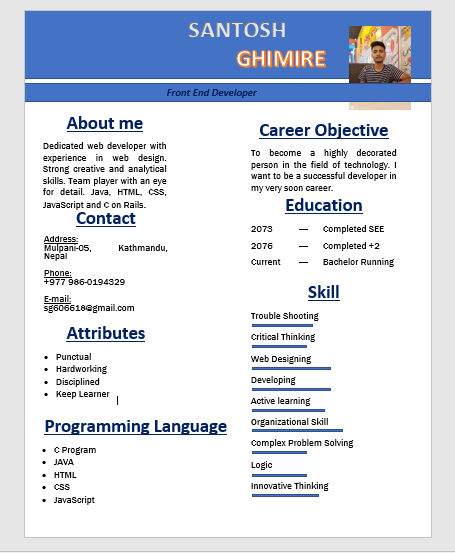 SANTOSH
GHIMIRE
Front End Developer
About me
Dedicated web developer with
experience in web design.
Strong creative and analytical
skills. Team player with an eye
for detail. Java, HTML, CSS,
JavaScript and C on Rails.
Contact
Address:
Mulpani-05, Kathmandu,
Nepal
Phone:
+977 986-0194329
E-mail:
sg606618@gmail.com
Attributes
Punctual
Hardworking
Disciplined
Keep Learner
Programming Language
C Program
JAVA
HTML
CSS
JavaScript
Career Objective
To become a highly decorated
person in the field of technology. I
want to be a successful developer in
my very soon career.
Education
2073 — Completed SEE
2076 — Completed +2
Current — Bachelor Running
Skill
Trouble Shooting
Critical Thinking
Web Designing
Developing
Active learning
Organizational Skill
Complex Problem Solving
Logic
Innovative Thinking